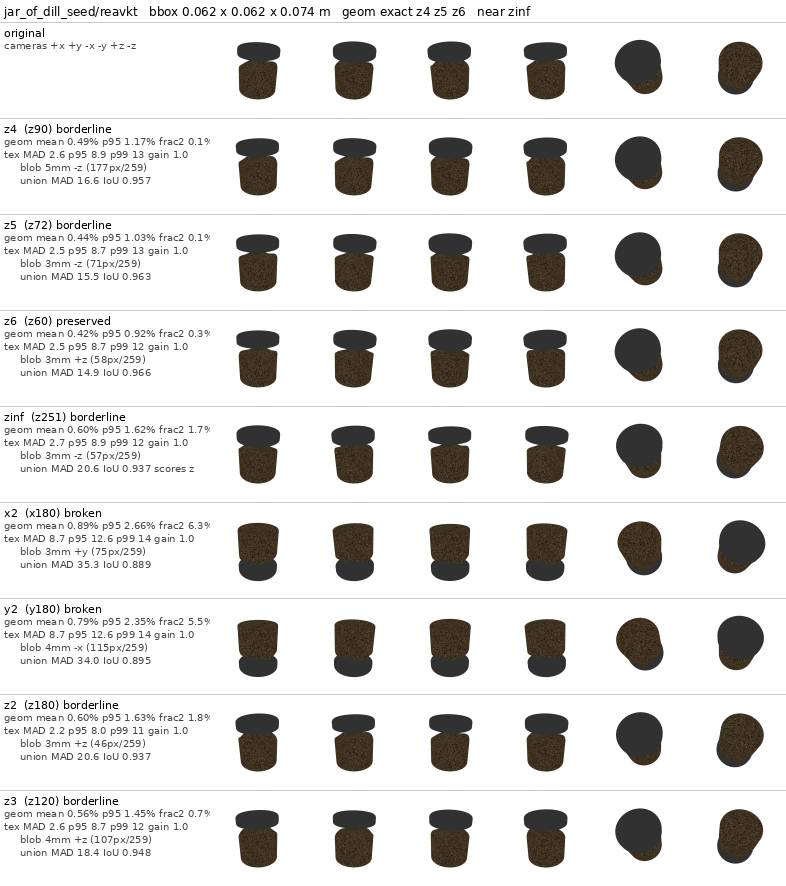 jar_of_dill_seed/reavkt   bbox 0.062 x 0.062 x 0.074 m   geom exact z4 z5 z6   near zinf
original
cameras +x +y -x -y +z -z
z4  (z90) borderline
geom mean 0.49% p95 1.17% frac2 0.1%
tex MAD 2.6 p95 8.9 p99 13 gain 1.0
blob 5mm -z (177px/259)
union MAD 16.6 IoU 0.957
z5  (z72) borderline
geom mean 0.44% p95 1.03% frac2 0.1%
tex MAD 2.5 p95 8.7 p99 13 gain 1.0
blob 3mm -z (71px/259)
union MAD 15.5 IoU 0.963
z6  (z60) preserved
geom mean 0.42% p95 0.92% frac2 0.3%
tex MAD 2.5 p95 8.7 p99 12 gain 1.0
blob 3mm +z (58px/259)
union MAD 14.9 IoU 0.966
zinf  (z251) borderline
geom mean 0.60% p95 1.62% frac2 1.7%
tex MAD 2.7 p95 8.9 p99 12 gain 1.0
blob 3mm -z (57px/259)
union MAD 20.6 IoU 0.937 scores z
x2  (x180) broken
geom mean 0.89% p95 2.66% frac2 6.3%
tex MAD 8.7 p95 12.6 p99 14 gain 1.0
blob 3mm +y (75px/259)
union MAD 35.3 IoU 0.889
y2  (y180) broken
geom mean 0.79% p95 2.35% frac2 5.5%
tex MAD 8.7 p95 12.6 p99 14 gain 1.0
blob 4mm -x (115px/259)
union MAD 34.0 IoU 0.895
z2  (z180) borderline
geom mean 0.60% p95 1.63% frac2 1.8%
tex MAD 2.2 p95 8.0 p99 11 gain 1.0
blob 3mm +z (46px/259)
union MAD 20.6 IoU 0.937
z3  (z120) borderline
geom mean 0.56% p95 1.45% frac2 0.7%
tex MAD 2.6 p95 8.7 p99 12 gain 1.0
blob 4mm +z (107px/259)
union MAD 18.4 IoU 0.948